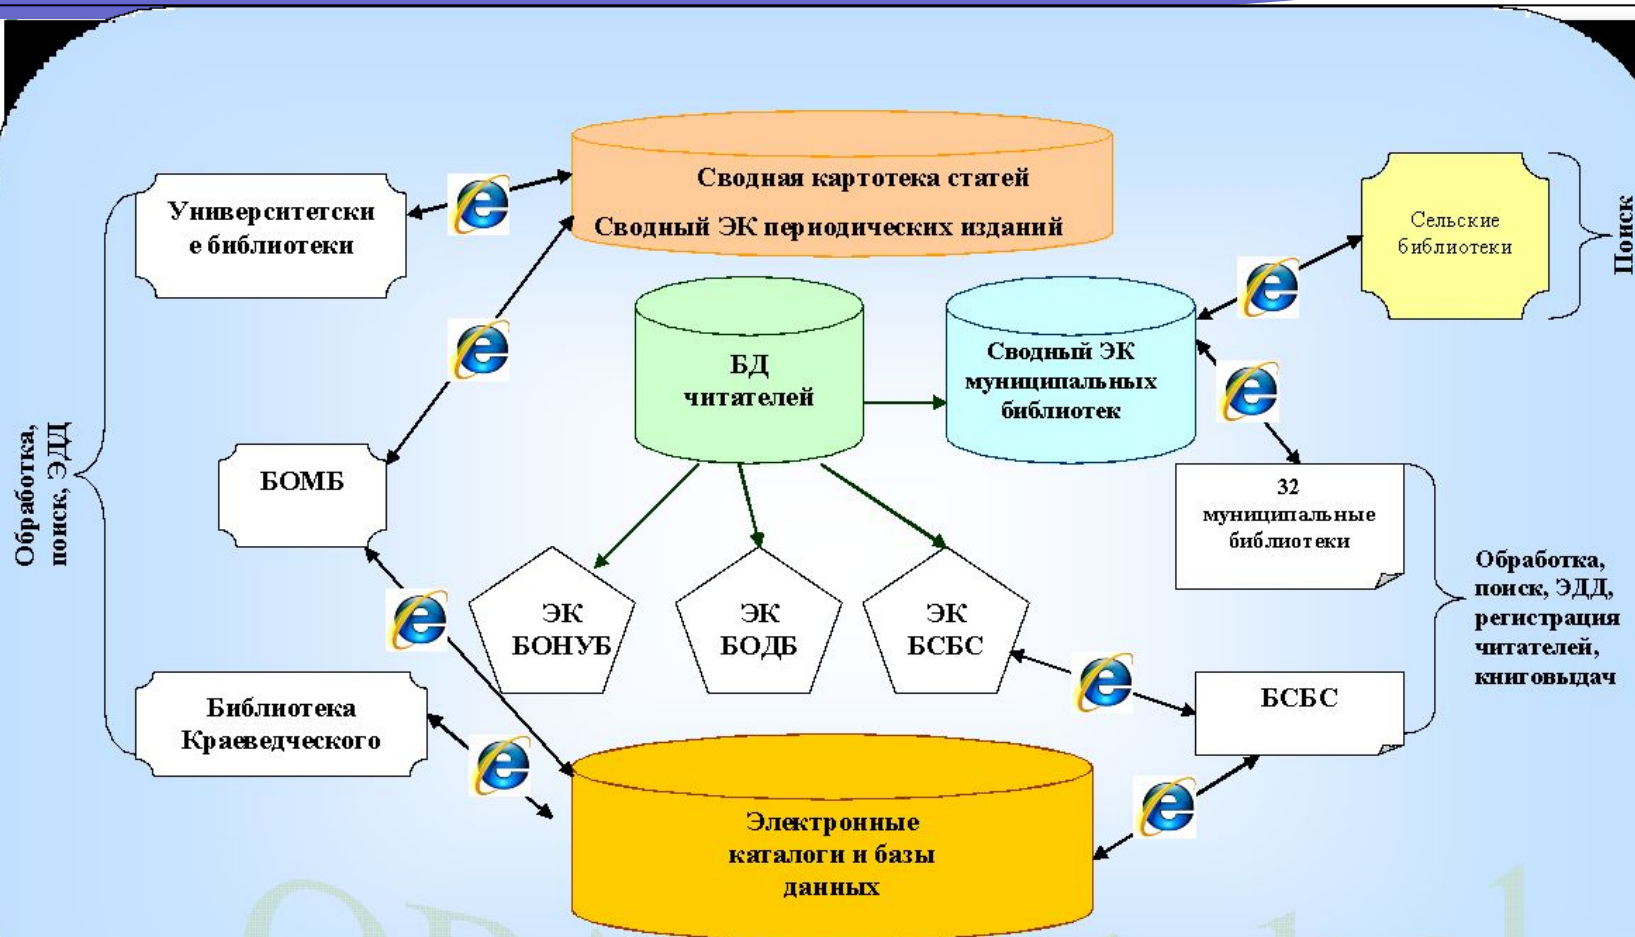 Сводная картотека статей
Сводный ЭК периодических изданий
Университетски
е библиотеки
Сельские
библиотеки
Поиск
БД
читателей
Сводный ЭК
муниципальных
библиотек
Обработка,
поиск, ЭДД
БОМБ
32
муниципальные
библиотеки
Обработка,
поиск, ЭДД,
регистрация
читателей,
книговыдач
ЭК
БОНУБ
ЭК
БОДБ
ЭК
БСБС
Библиотека
Краеведческого
БСБС
Электронные
каталоги и базы
данных